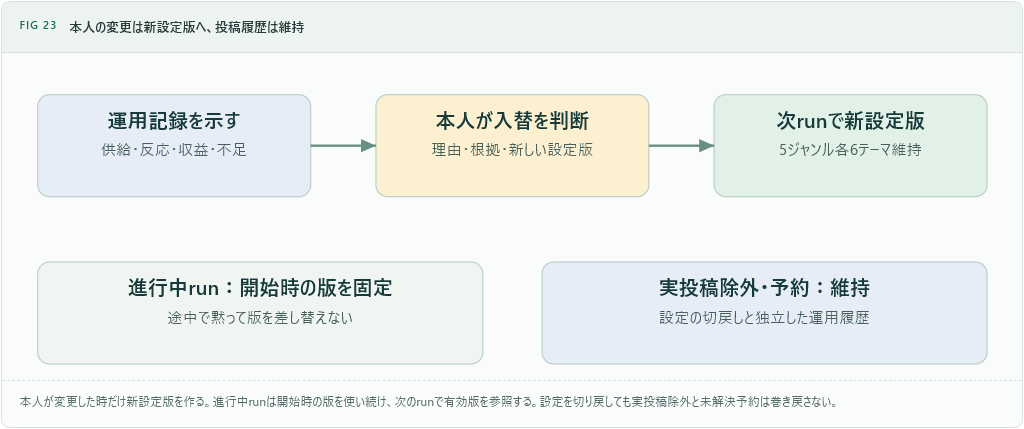 FIG 23 本人の変更は新設定版へ、投稿履歴は維持
運用記録を示す
供給・反応・収益・不足
本人が入替を判断
理由・根拠・新しい設定版
次runで新設定版
5ジャンル各6テーマ維持
進行中run：開始時の版を固定
途中で黙って版を差し替えない
実投稿除外・予約：維持
設定の切戻しと独立した運用履歴
本人が変更した時だけ新設定版を作る。進行中runは開始時の版を使い続け、次のrunで有効版を参照する。設定を切り戻しても実投稿除外と未解決予約は巻き戻さない。